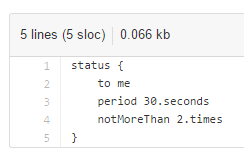 5 lines (5 sloc) 0.066 kb
1 status {
2 to me
3 period 30.seconds
4 notMoreThan 2.times
5 }